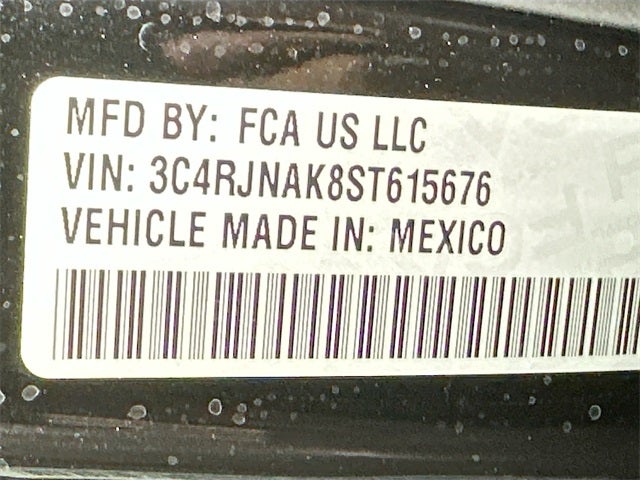 MFD BY: FCA US LLC
VIN: 3C4RJNAK8ST615676
VEHICLE MADE IN: MEXICO